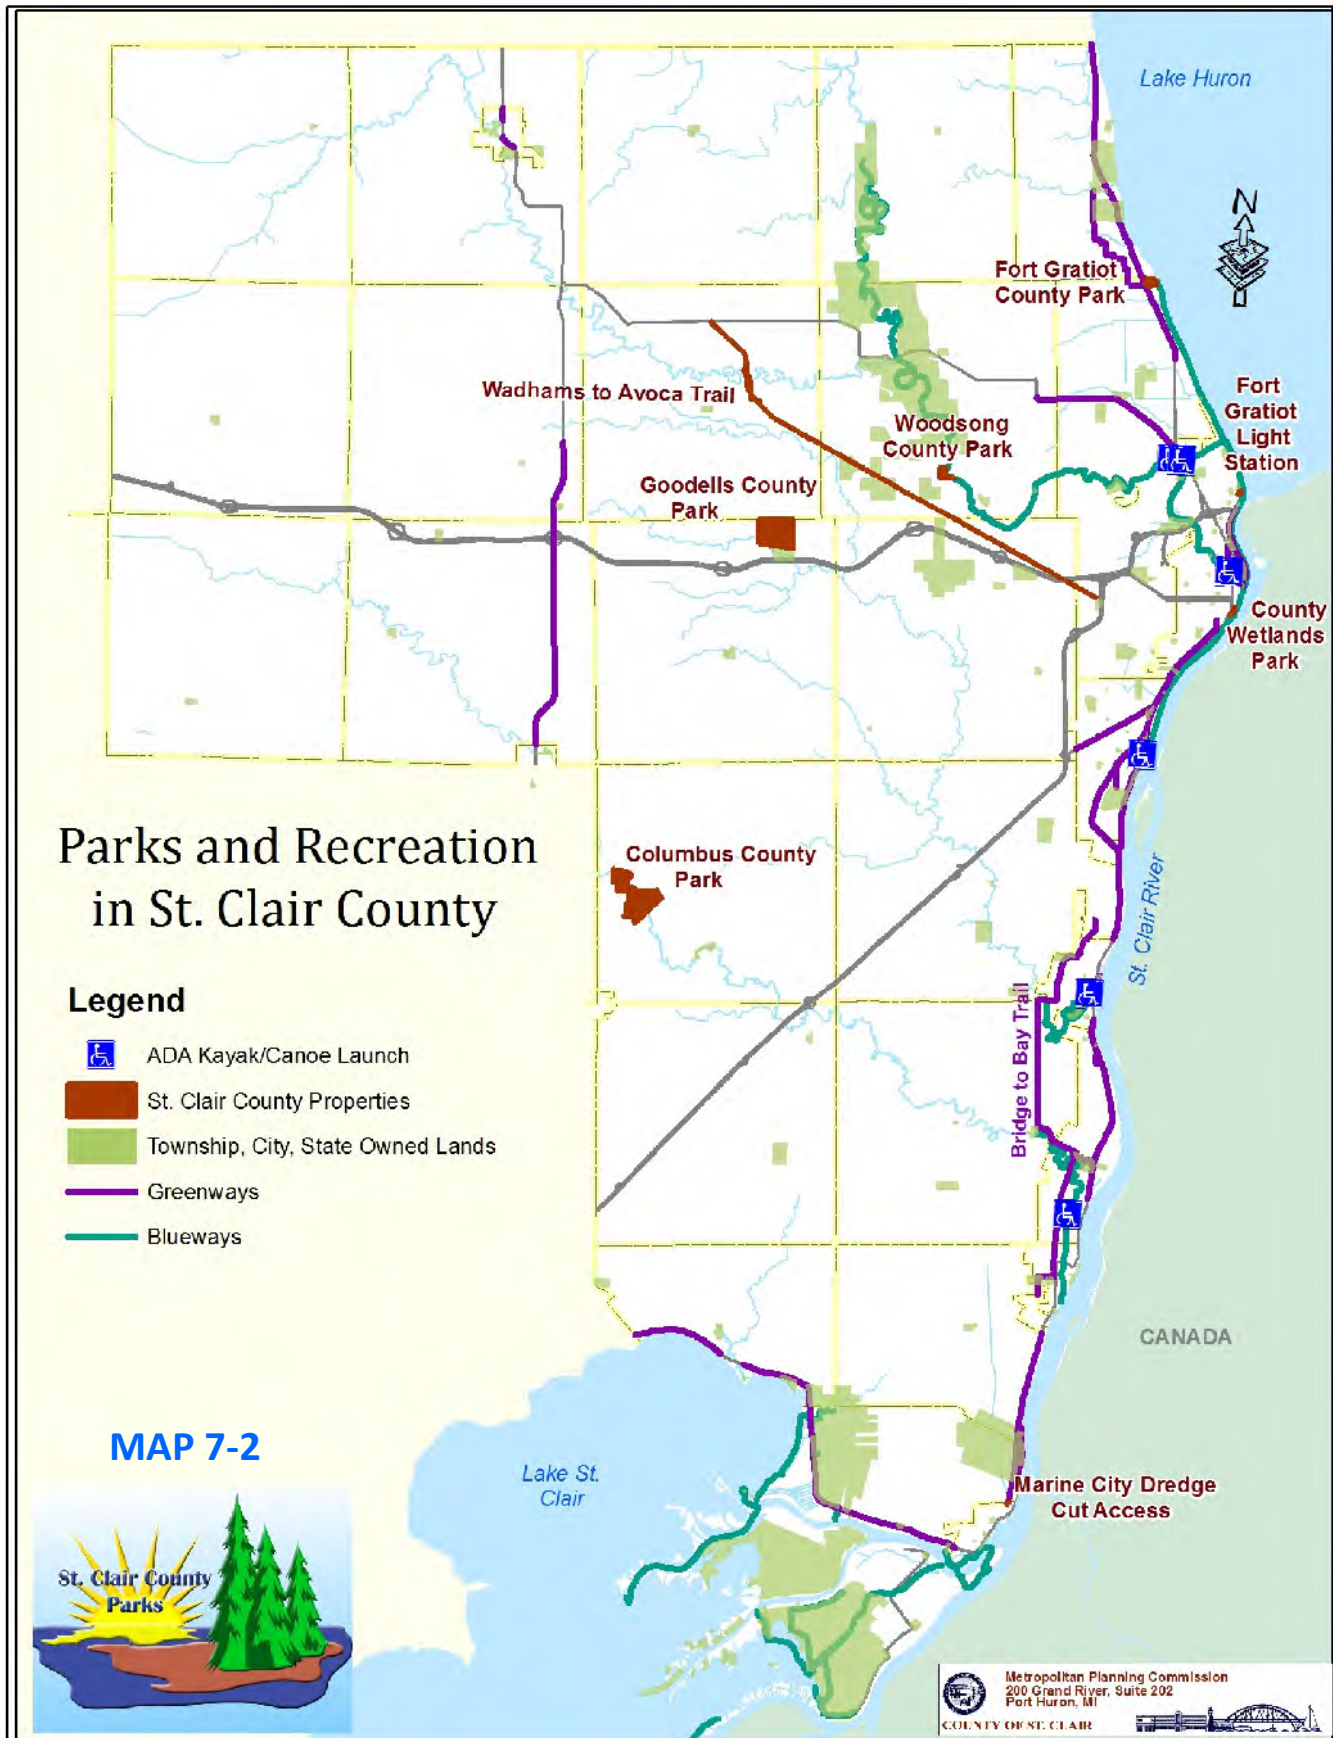 Lake Huron
N
Fort Gratiot
County Park
Wadhams to Avoca Trail
Fort
Gratiot
Light
Station
Woodsong
County Park
Goodells County
Park
County
Wetlands
Park
Parks and Recreation
in St. Clair County
Columbus County
Park
St. Clair River
Bridge to Bay Trail
Legend
ADA Kayak/Canoe Launch
St. Clair County Properties
Township, City, State Owned Lands
Greenways
Blueways
CANADA
MAP 7-2
Lake St.
Clair
Marine City Dredge
Cut Access
St. Clair County
Parks
Metropolitan Planning Commission
200 Grand River, Suite 202
Port Huron, MI
COUNTY OF ST. CLAIR